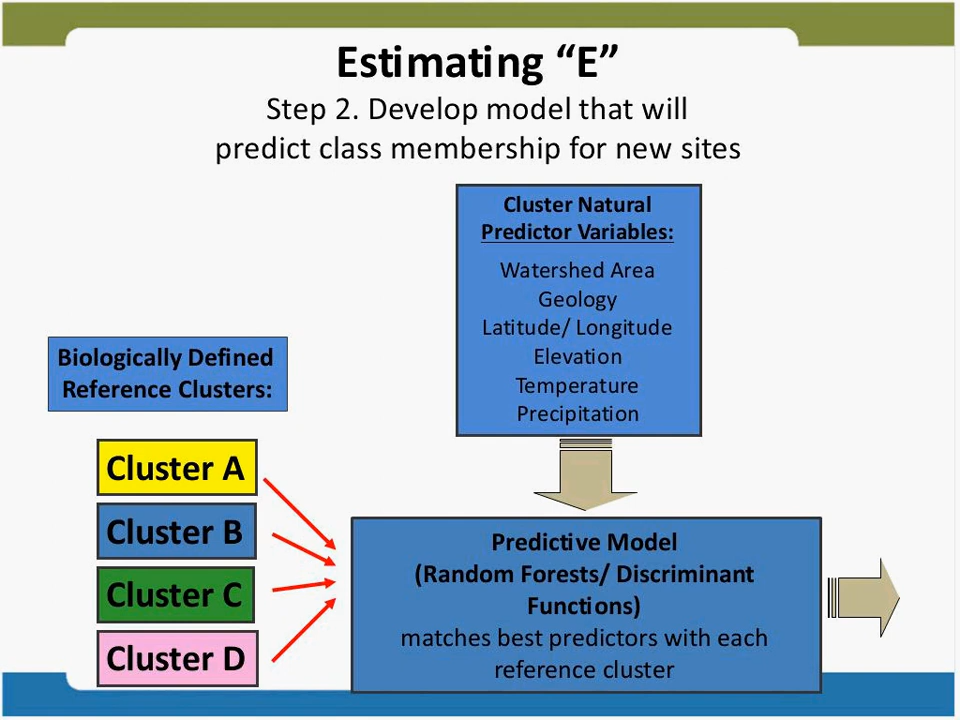 Estimating “E”
Step 2. Develop model that will
predict class membership for new sites
Cluster Natural
Predictor Variables:
Watershed Area
Geology
Latitude/ Longitude
Elevation
Temperature
Precipitation
Biologically Defined
Reference Clusters:
Cluster A
Cluster B
Cluster C
Cluster D
Predictive Model
(Random Forests/ Discriminant
Functions)
matches best predictors with each
reference cluster